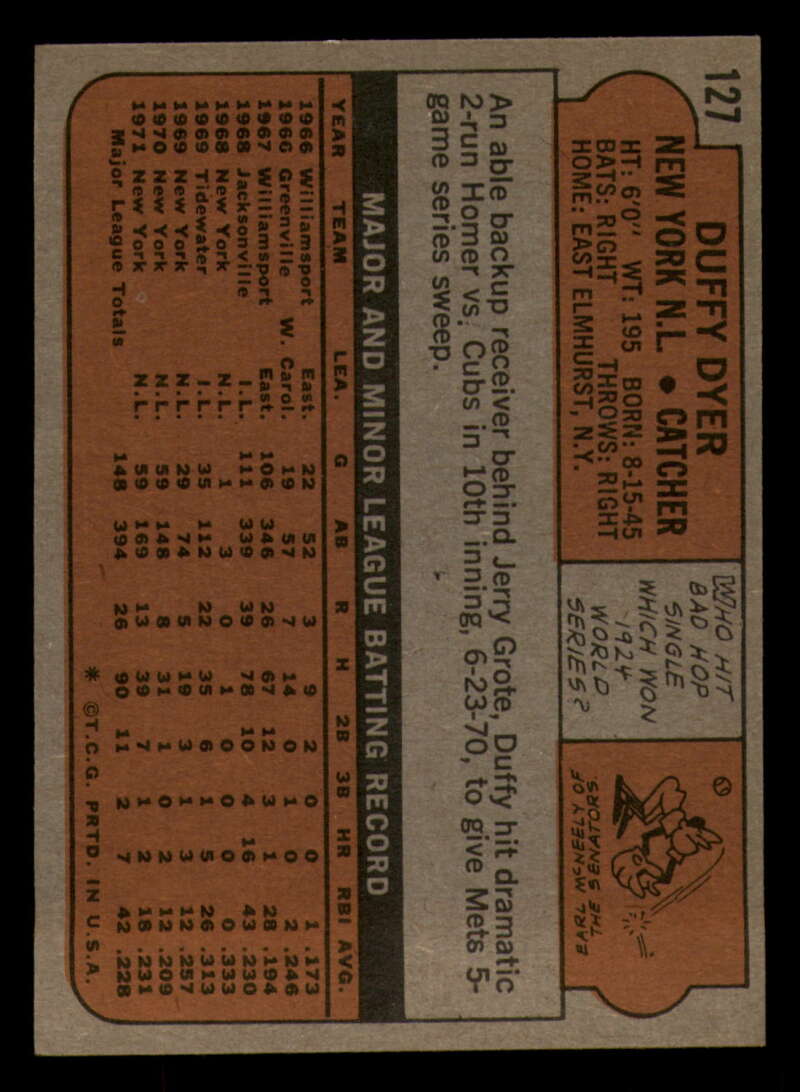 127
DUFFY DYER
NEW YORK N.L. • CATCHER
HT: 6'0" WT: 195 BORN: 8-15-45
BATS: RIGHT THROWS: RIGHT
HOME: EAST ELMHURST, N.Y.
WHO HIT
BAD HOP
SINGLE
WHICH WON
1924
WORLD
SERIES?
EARL McNEELY OF
THE SENATORS
An able backup receiver behind Jerry Grote, Duffy hit dramatic
2-run Homer vs. Cubs in 10th inning, 6-23-70, to give Mets 5-
game series sweep.
MAJOR AND MINOR LEAGUE BATTING RECORD
YEAR TEAM LEA. G AB R H 2B 3B HR RBI AVG.
1966 Williamsport East. 22 52 3 9 2 0 0 1 .173
1966 Greenville W. Carol. 19 57 7 14 0 1 0 2 .246
1967 Williamsport East. 106 346 26 67 12 3 1 28 .194
1968 Jacksonville I.L. 111 339 39 78 10 4 16 43 .230
1968 New York N.L. 1 3 0 1 0 0 0 0 .333
1969 Tidewater I.L. 35 112 22 35 6 1 5 26 .313
1969 New York N.L. 29 74 5 19 3 1 3 12 .257
1970 New York N.L. 59 148 8 31 1 0 2 12 .209
1971 New York N.L. 59 169 13 39 7 1 2 18 .231
Major League Totals 148 394 26 90 11 2 7 42 .228
* ©T.C.G. PRTD. IN U.S.A.